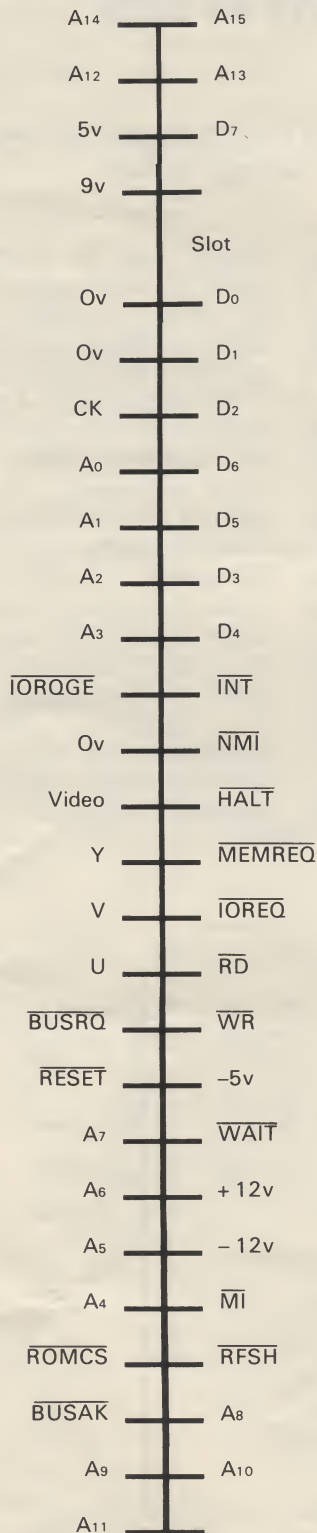 A14 A15
A12 A13
5v D7
9v
Slot
Ov D0
Ov D1
CK D2
A0 D6
A1 D5
A2 D3
A3 D4
IORQGE INT
Ov NMI
Video HALT
Y MEMREQ
V IOREQ
U RD
BUSRQ WR
RESET -5v
A7 WAIT
A6 +12v
A5 -12v
A4 MI
ROMCS RFSH
BUSAK A8
A9 A10
A11